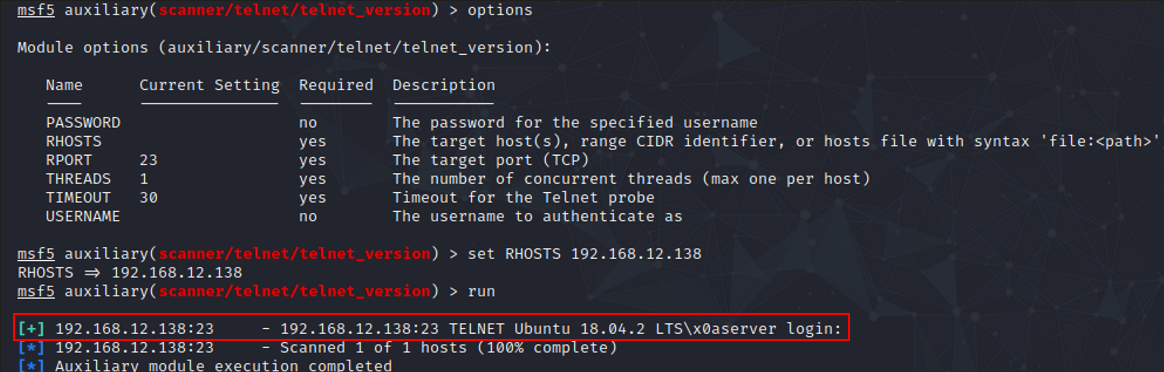 msf5 auxiliary(scanner/telnet/telnet_version) > options
Module options (auxiliary/scanner/telnet/telnet_version):
Name Current Setting Required Description
PASSWORD no The password for the specified username
RHOSTS yes The target host(s), range CIDR identifier, or hosts file with syntax 'file:<path>'
RPORT 23 yes The target port (TCP)
THREADS 1 yes The number of concurrent threads (max one per host)
TIMEOUT 30 yes Timeout for the Telnet probe
USERNAME no The username to authenticate as
msf5 auxiliary(scanner/telnet/telnet_version) > set RHOSTS 192.168.12.138
RHOSTS => 192.168.12.138
msf5 auxiliary(scanner/telnet/telnet_version) > run
[+] 192.168.12.138:23 - 192.168.12.138:23 TELNET Ubuntu 18.04.2 LTS\x0aserver login:
[*] 192.168.12.138:23 - Scanned 1 of 1 hosts (100% complete)
[*] Auxiliary module execution completed